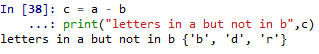 In [38]: c = a - b
    ...: print("letters in a but not in b",c)
letters in a but not in b {'b', 'd', 'r'}